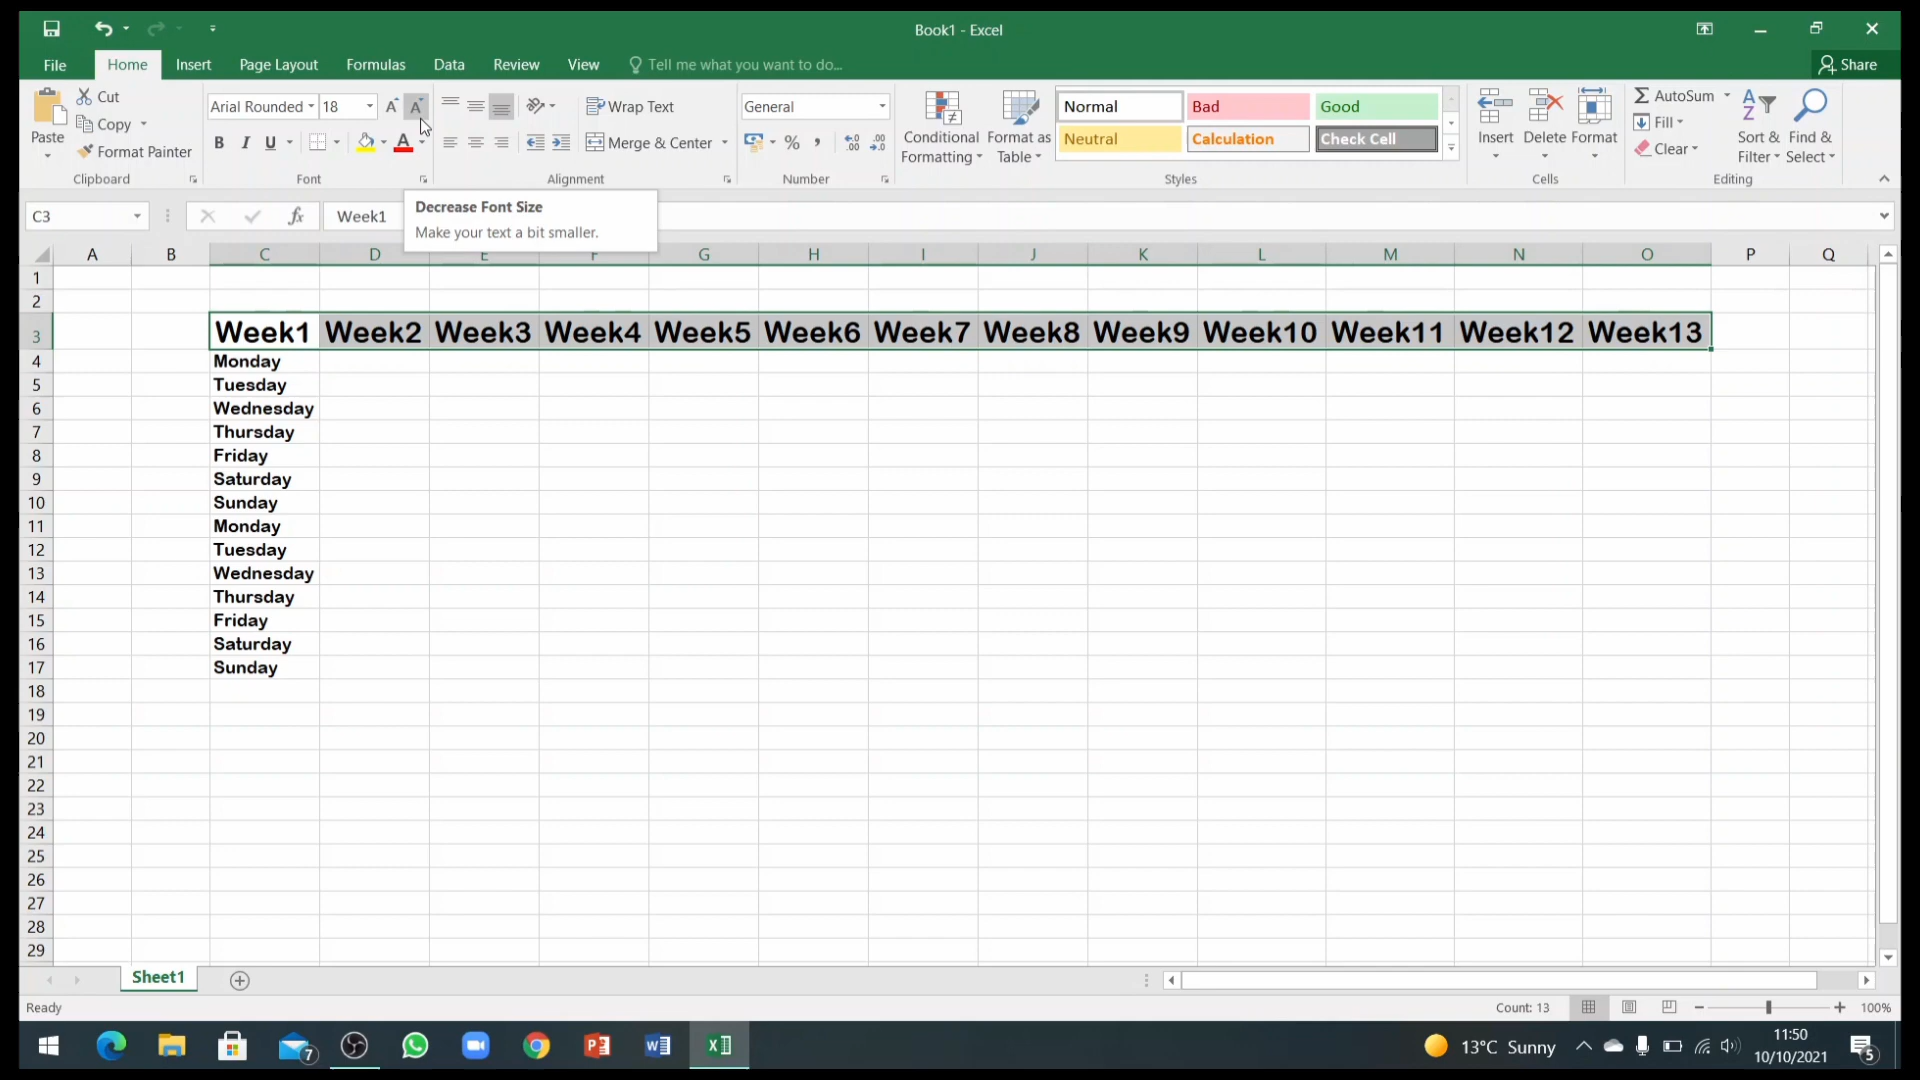 Book1 - Excel
File Home Insert Page Layout Formulas Data Review View Tell me what you want to do... Share
Paste
Cut
Copy
Format Painter
Clipboard
Arial Rounded 18 A A
B I U A
Font
Wrap Text
Merge & Center
Alignment
General
% ,
Number
Conditional Formatting
Format as Table
Normal Bad Good
Neutral Calculation Check Cell
Styles
Insert Delete Format
Cells
AutoSum
Fill
Clear
Sort & Filter
Find & Select
Editing
C3 fx Week1
Decrease Font Size
Make your text a bit smaller.
A B C D E F G H I J K L M N O P Q
1
2
3 Week1 Week2 Week3 Week4 Week5 Week6 Week7 Week8 Week9 Week10 Week11 Week12 Week13
4 Monday
5 Tuesday
6 Wednesday
7 Thursday
8 Friday
9 Saturday
10 Sunday
11 Monday
12 Tuesday
13 Wednesday
14 Thursday
15 Friday
16 Saturday
17 Sunday
18
19
20
21
22
23
24
25
26
27
28
29
Sheet1
Ready Count: 13 100%
7 13°C Sunny 11:50
10/10/2021 5